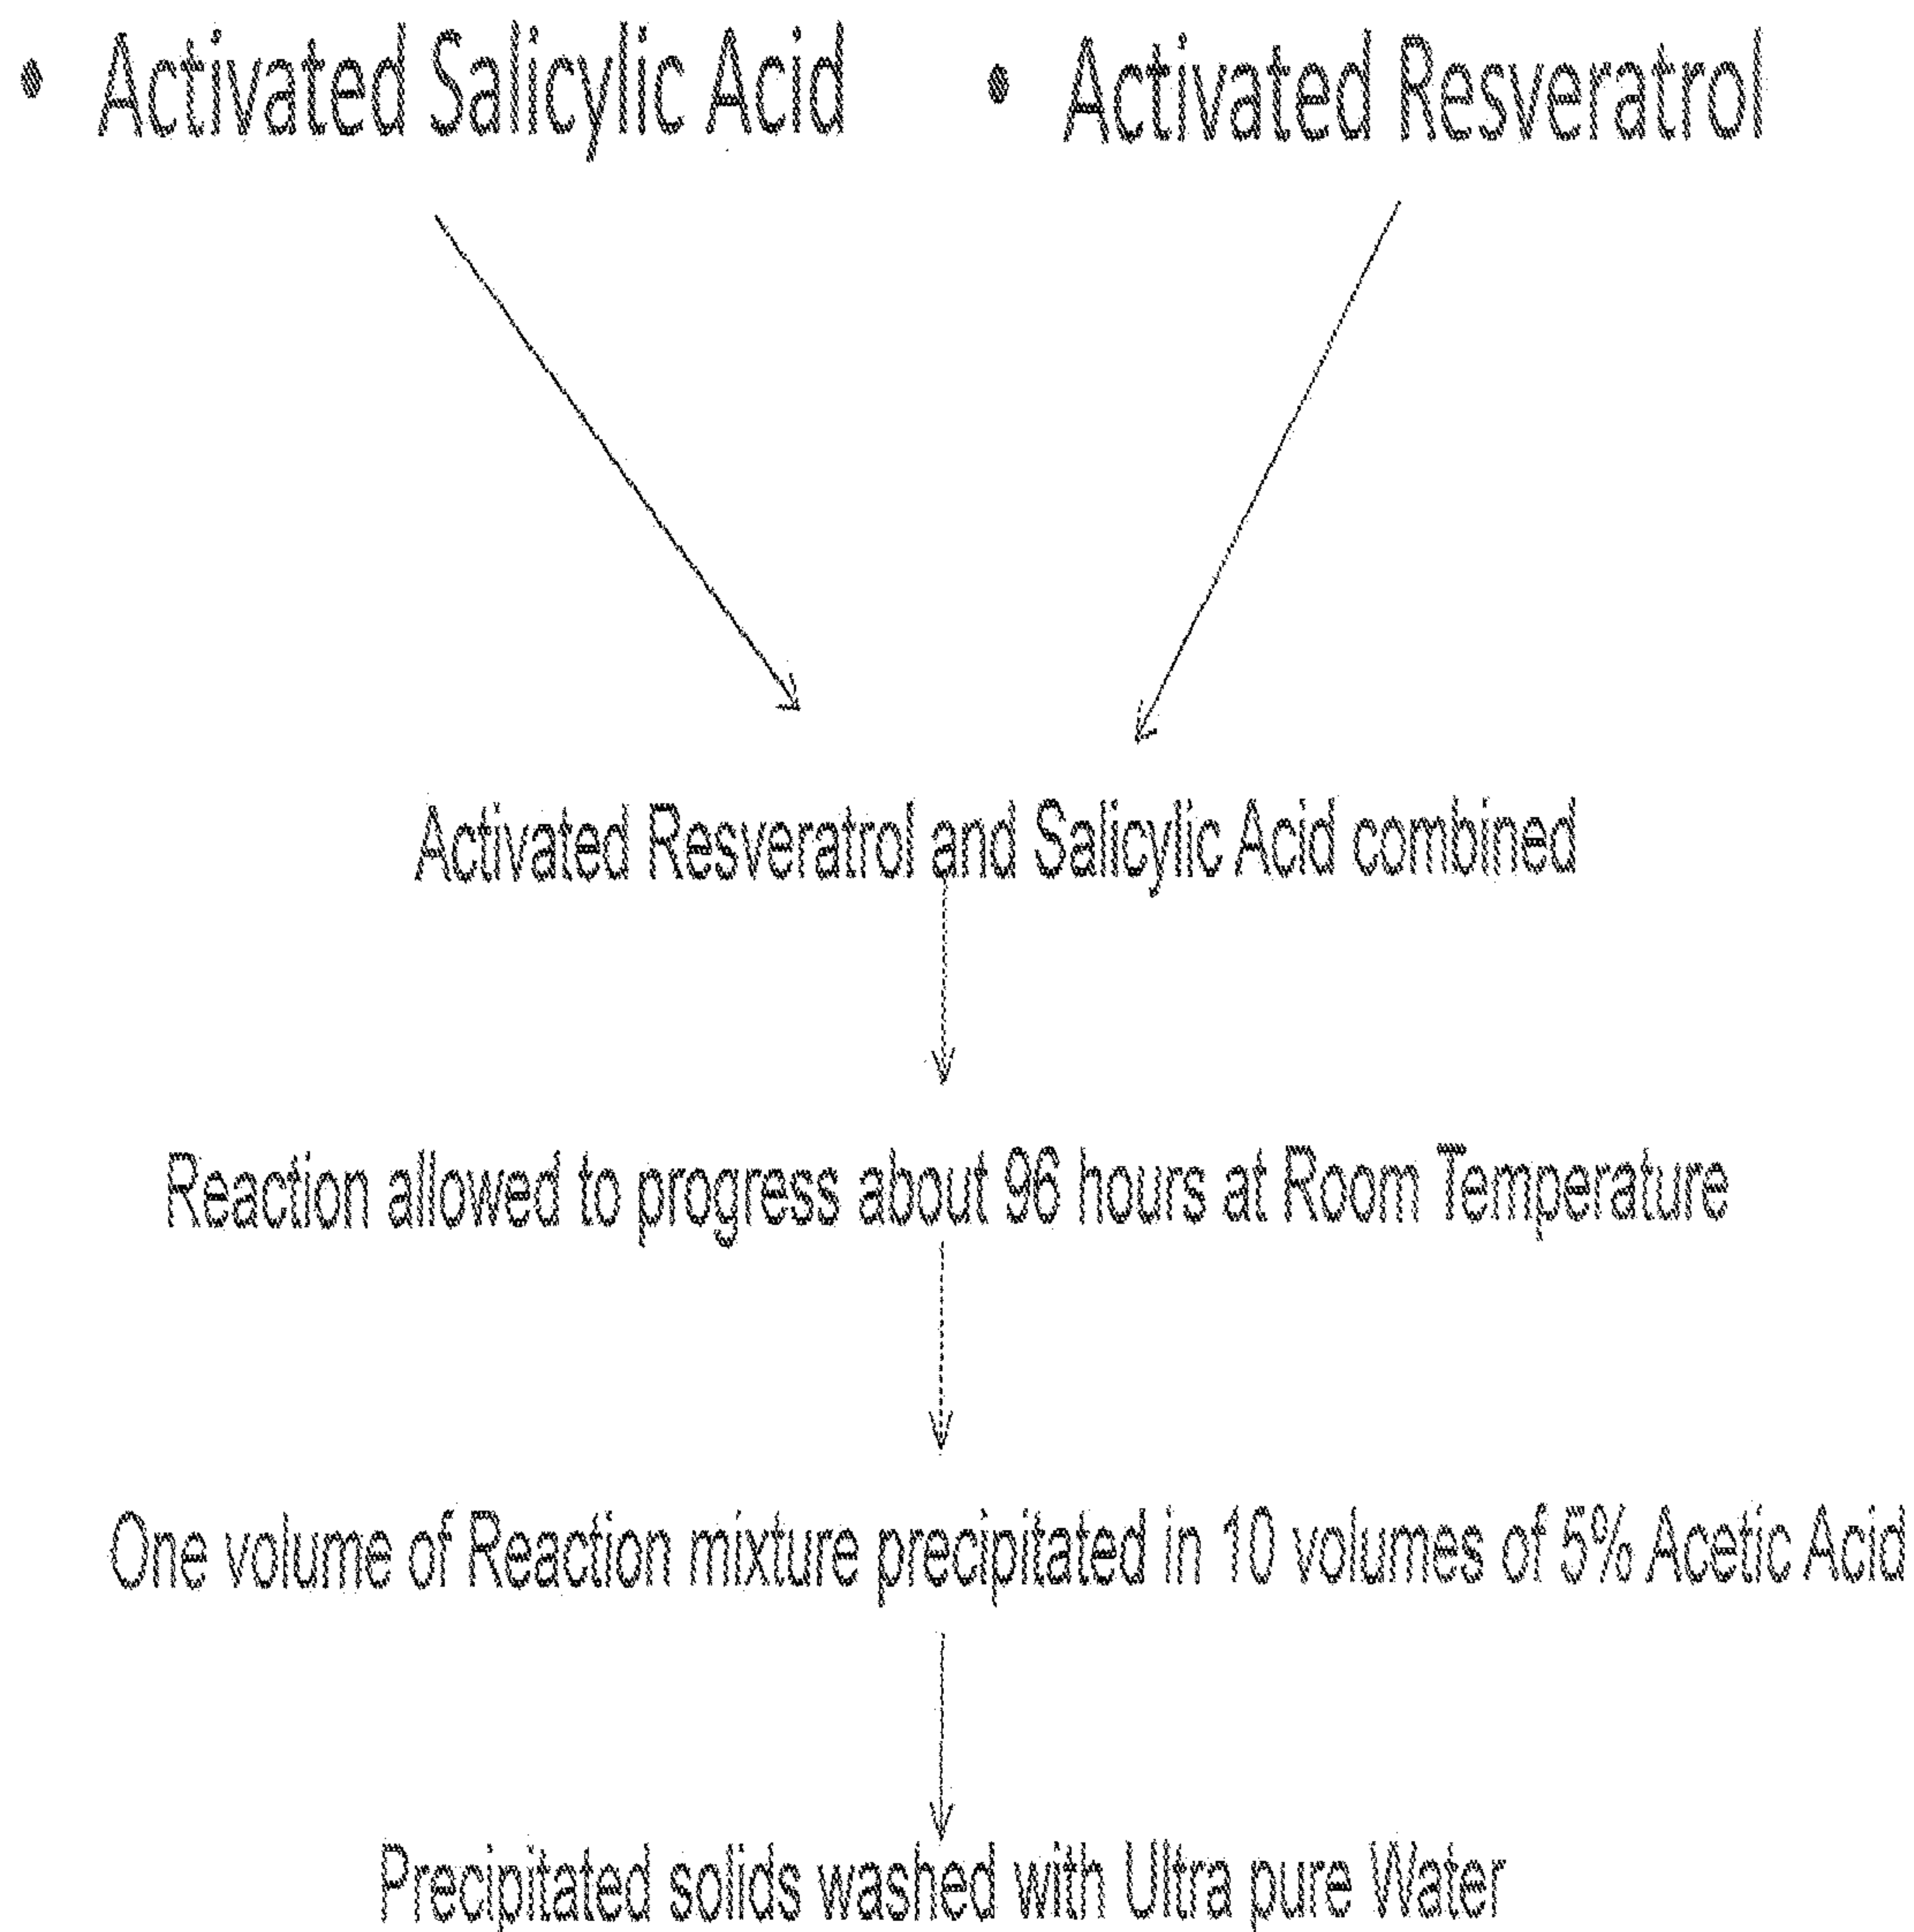 • Activated Salicylic Acid
• Activated Resveratrol
Activated Resveratrol and Salicylic Acid combined
Reaction allowed to progress about 96 hours at Room Temperature
One volume of Reaction mixture precipitated in 10 volumes of 5% Acetic Acid
Precipitated solids washed with Ultra pure Water